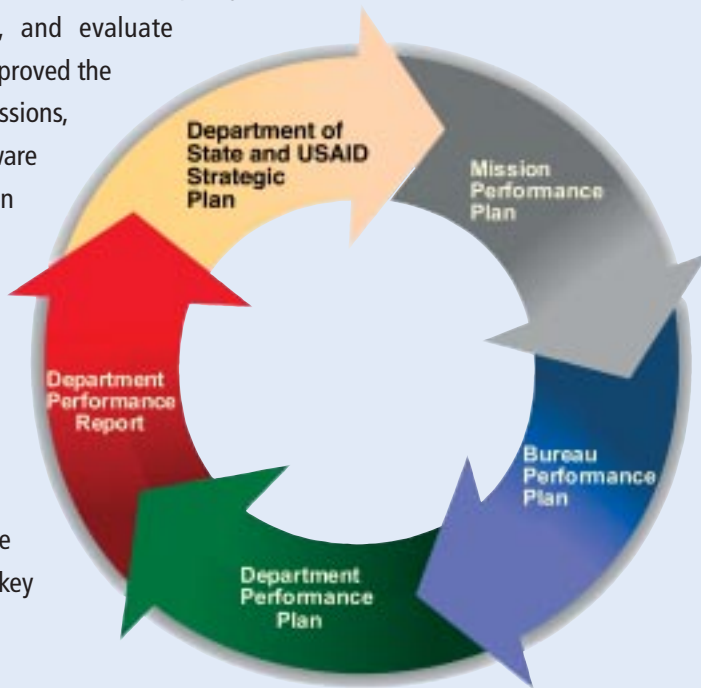 , and evaluate
proved the
ssions,
ware
n
e
key
Department of
State and USAID
Strategic
Plan
Mission
Performance
Plan
Bureau
Performance
Plan
Department
Performance
Plan
Department
Performance
Report